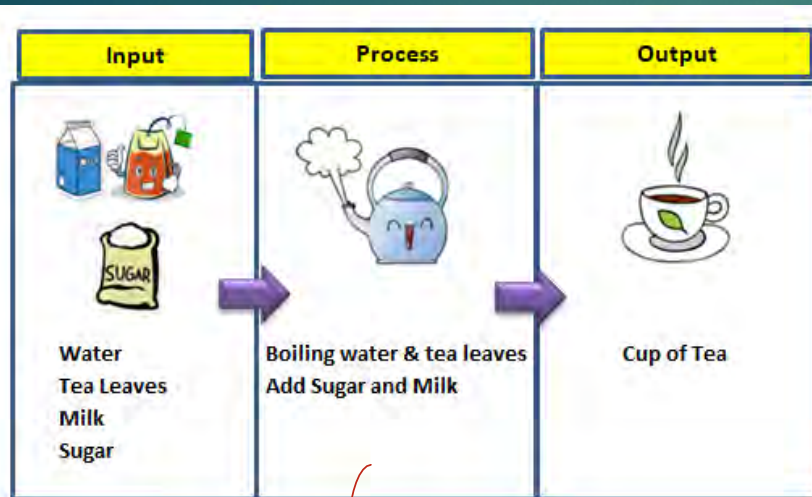 Input
Process
Output
SUGAR
Water
Tea Leaves
Milk
Sugar
Boiling water & tea leaves
Add Sugar and Milk
Cup of Tea